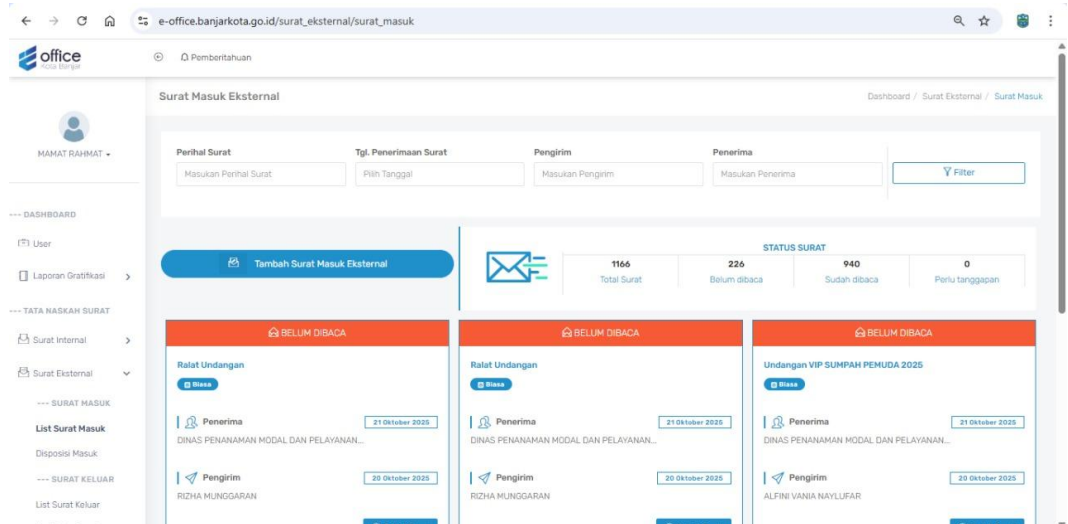 e-office.banjarkota.go.id/surat_eksternal/surat_masuk
office
Kota Banjar
Pemberitahuan
MAMAT RAHMAT
--- DASHBOARD
User
Laporan Gratifikasi
--- TATA NASKAH SURAT
Surat Internal
Surat Eksternal
--- SURAT MASUK
List Surat Masuk
Disposisi Masuk
--- SURAT KELUAR
List Surat Keluar
Surat Masuk Eksternal
Dashboard / Surat Eksternal / Surat Masuk
Perihal Surat
Masukan Perihal Surat
Tgl. Penerimaan Surat
Pilih Tanggal
Pengirim
Masukan Pengirim
Penerima
Masukan Penerima
Filter
Tambah Surat Masuk Eksternal
STATUS SURAT
1166
Total Surat
226
Belum dibaca
940
Sudah dibaca
0
Perlu tanggapan
BELUM DIBACA
Ralat Undangan
Biasa
Penerima
21 Oktober 2025
DINAS PENANAMAN MODAL DAN PELAYANAN...
Pengirim
20 Oktober 2025
RIZHA MUNGGARAN
BELUM DIBACA
Ralat Undangan
Biasa
Penerima
21 Oktober 2025
DINAS PENANAMAN MODAL DAN PELAYANAN...
Pengirim
20 Oktober 2025
RIZHA MUNGGARAN
BELUM DIBACA
Undangan VIP SUMPAH PEMUDA 2025
Biasa
Penerima
21 Oktober 2025
DINAS PENANAMAN MODAL DAN PELAYANAN...
Pengirim
20 Oktober 2025
ALFINI VANIA NAYLUFAR